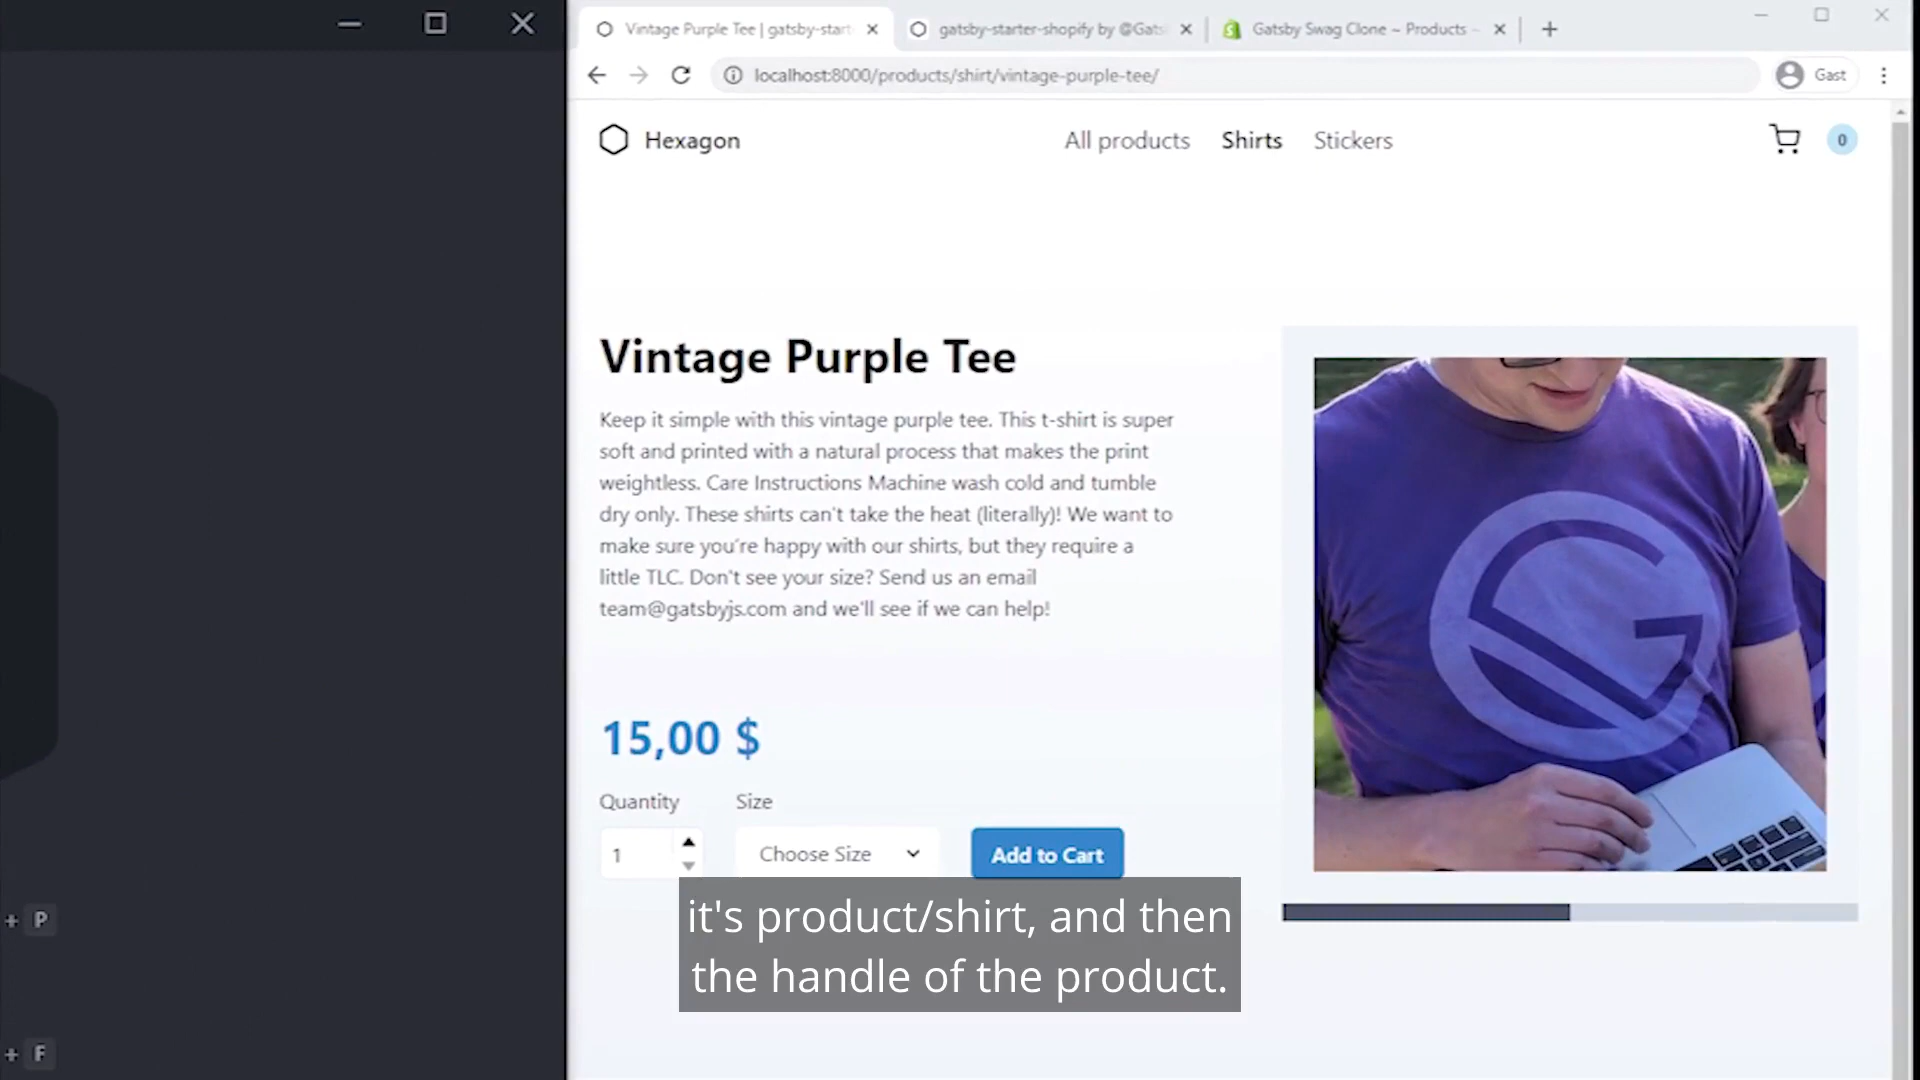 Vintage Purple Tee | gatsby-start
gatsby-starter-shopify by @Gats
Gatsby Swag Clone ~ Products ~
localhost:8000/products/shirt/vintage-purple-tee/
Gast
Hexagon
All products
Shirts
Stickers
0
Vintage Purple Tee
Keep it simple with this vintage purple tee. This t-shirt is super
soft and printed with a natural process that makes the print
weightless. Care Instructions Machine wash cold and tumble
dry only. These shirts can't take the heat (literally)! We want to
make sure you're happy with our shirts, but they require a
little TLC. Don't see your size? Send us an email
team@gatsbyjs.com and we'll see if we can help!
15,00 $
Quantity
Size
1
Choose Size
Add to Cart
+ P
it's product/shirt, and then
the handle of the product.
+ F